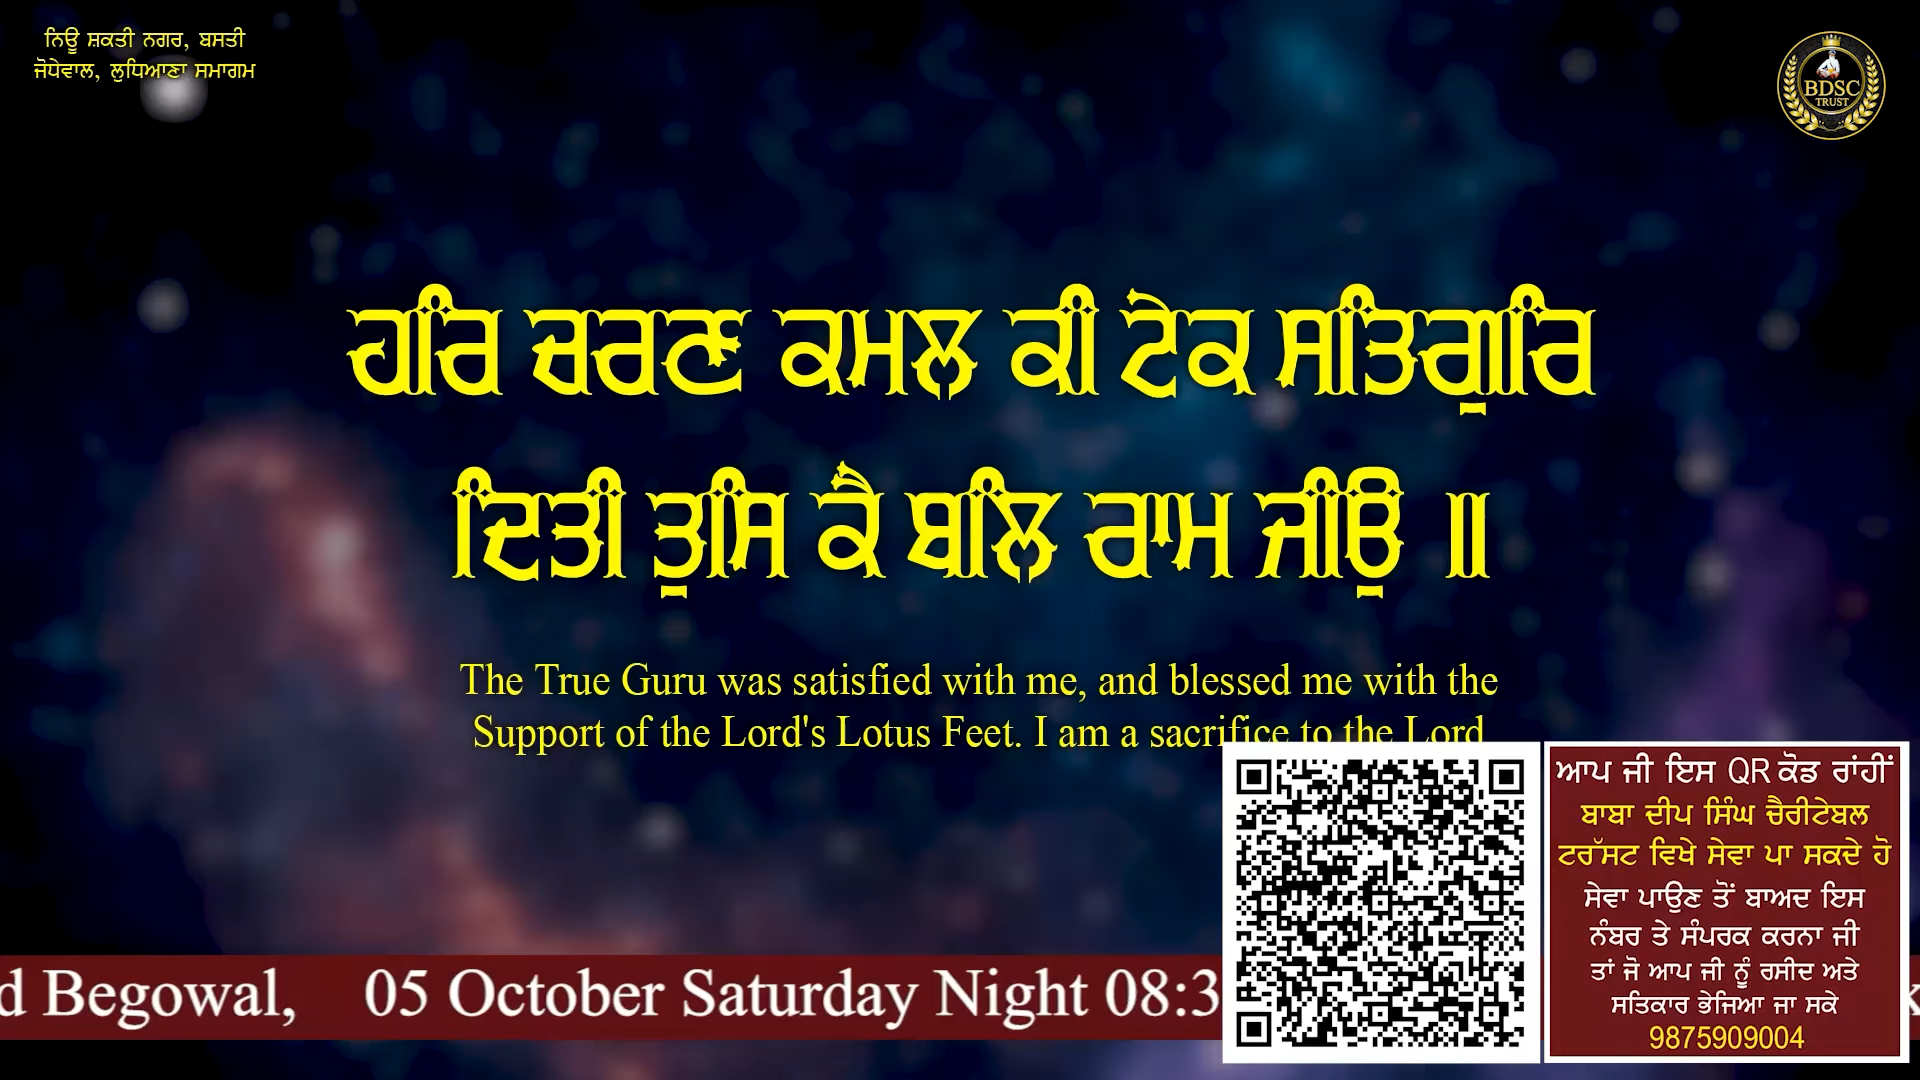 ਨਿਊ ਸ਼ਕਤੀ ਨਗਰ, ਬਸਤੀ
ਜੋਧੇਵਾਲ, ਲੁਧਿਆਣਾ ਸਮਾਗਮ
BDSC
TRUST
ਹਰਿ ਚਰਣ ਕਮਲ ਕੀ ਟੇਕ ਸਤਿਗੁਰਿ
ਦਿਤੀ ਤੁਸਿ ਕੈ ਬਲਿ ਰਾਮ ਜੀਉ ॥
The True Guru was satisfied with me, and blessed me with the
Support of the Lord's Lotus Feet. I am a sacrifice to the Lord
ਆਪ ਜੀ ਇਸ QR ਕੋਡ ਰਾਂਹੀਂ
ਬਾਬਾ ਦੀਪ ਸਿੰਘ ਚੈਰੀਟੇਬਲ
ਟਰੱਸਟ ਵਿਖੇ ਸੇਵਾ ਪਾ ਸਕਦੇ ਹੋ
ਸੇਵਾ ਪਾਉਣ ਤੋਂ ਬਾਅਦ ਇਸ
ਨੰਬਰ ਤੇ ਸੰਪਰਕ ਕਰਨਾ ਜੀ
ਤਾਂ ਜੋ ਆਪ ਜੀ ਨੂੰ ਰਸੀਦ ਅਤੇ
ਸਤਿਕਾਰ ਭੇਜਿਆ ਜਾ ਸਕੇ
9875909004
d Begowal, 05 October Saturday Night 08:3